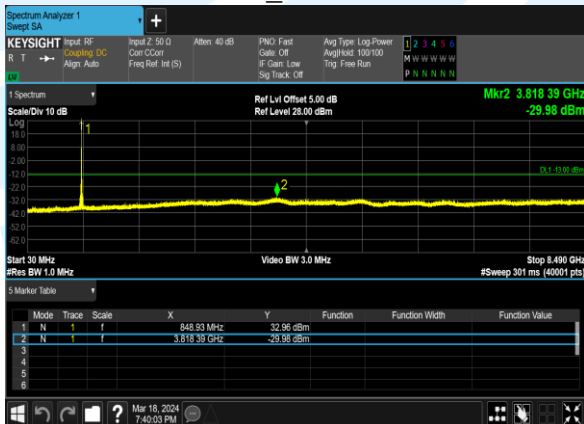 Spectrum Analyzer 1
Swept SA
KEYSIGHT
R T
LXI
Input: RF
Coupling: DC
Align: Auto
Input Z: 50 Ω
Corr CCorr
Freq Ref: Int (S)
Atten: 40 dB
PNO: Fast
Gate: Off
IF Gain: Low
Sig Track: Off
Avg Type: Log-Power
Avg|Hold: 100/100
Trig: Free Run
1 2 3 4 5 6
M W W W W W
P N N N N N
1 Spectrum
Scale/Div 10 dB
Ref Lvl Offset 5.00 dB
Ref Level 28.00 dBm
Mkr2 3.818 39 GHz
-29.98 dBm
Log
18.0
8.00
-2.00
-12.0
-22.0
-32.0
-42.0
-52.0
-62.0
1
2
DL1 -13.00 dBm
Start 30 MHz
#Res BW 1.0 MHz
Video BW 3.0 MHz
Stop 8.490 GHz
#Sweep 301 ms (40001 pts)
5 Marker Table
Mode Trace Scale X Y Function Function Width Function Value
1 N 1 f 848.93 MHz 32.96 dBm
2 N 1 f 3.818 39 GHz -29.98 dBm
3
4
5
6
Mar 18, 2024
7:40:03 PM